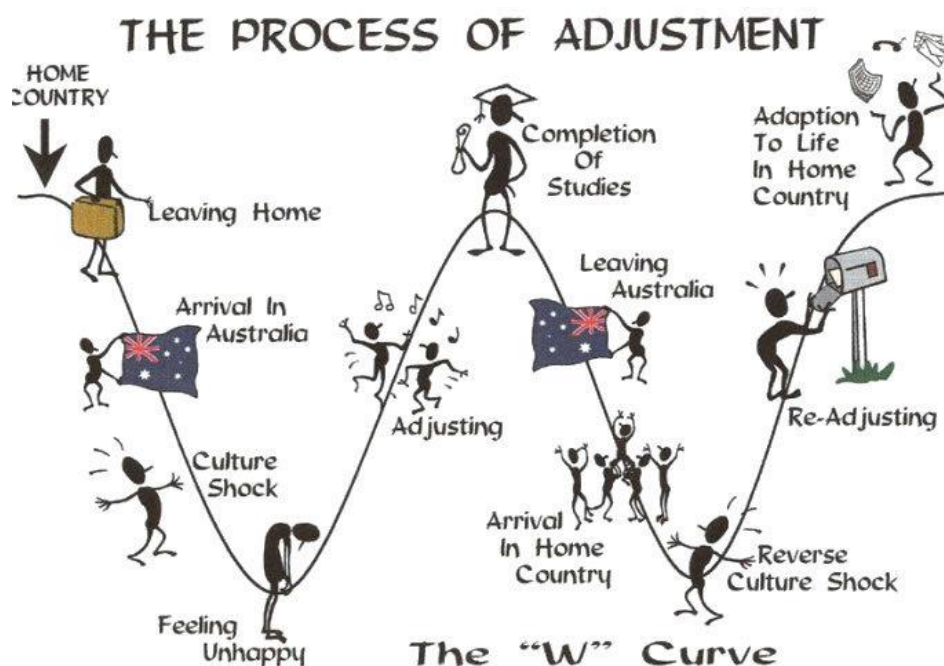 THE PROCESS OF ADJUSTMENT
HOME
COUNTRY
Leaving Home
Arrival In
Australia
Culture
Shock
Feeling
Unhappy
Adjusting
Completion
Of
Studies
Leaving
Australia
Arrival
In Home
Country
Reverse
Culture Shock
Re-Adjusting
Adaption
To Life
In Home
Country
The "W" Curve